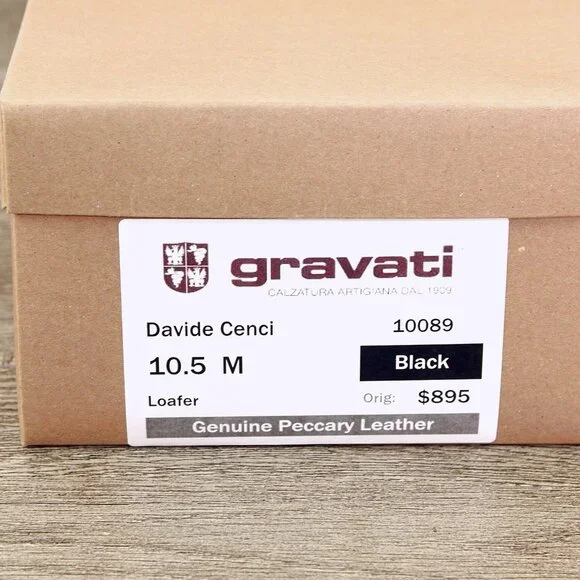 gravati
CALZATURA ARTIGIANA DAL 1909
Davide Cenci 10089
10.5 M Black
Loafer Orig: $895
Genuine Peccary Leather